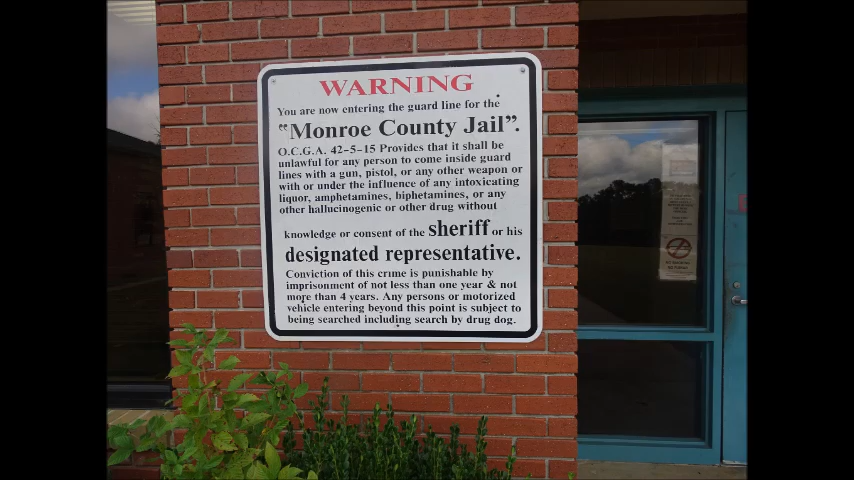 WARNING
You are now entering the guard line for the
"Monroe County Jail".
O.C.G.A. 42-5-15 Provides that it shall be
unlawful for any person to come inside guard
lines with a gun, pistol, or any other weapon or
with or under the influence of any intoxicating
liquor, amphetamines, biphetamines, or any
other hallucinogenic or other drug without
knowledge or consent of the sheriff or his
designated representative.
Conviction of this crime is punishable by
imprisonment of not less than one year & not
more than 4 years. Any persons or motorized
vehicle entering beyond this point is subject to
being searched including search by drug dog.